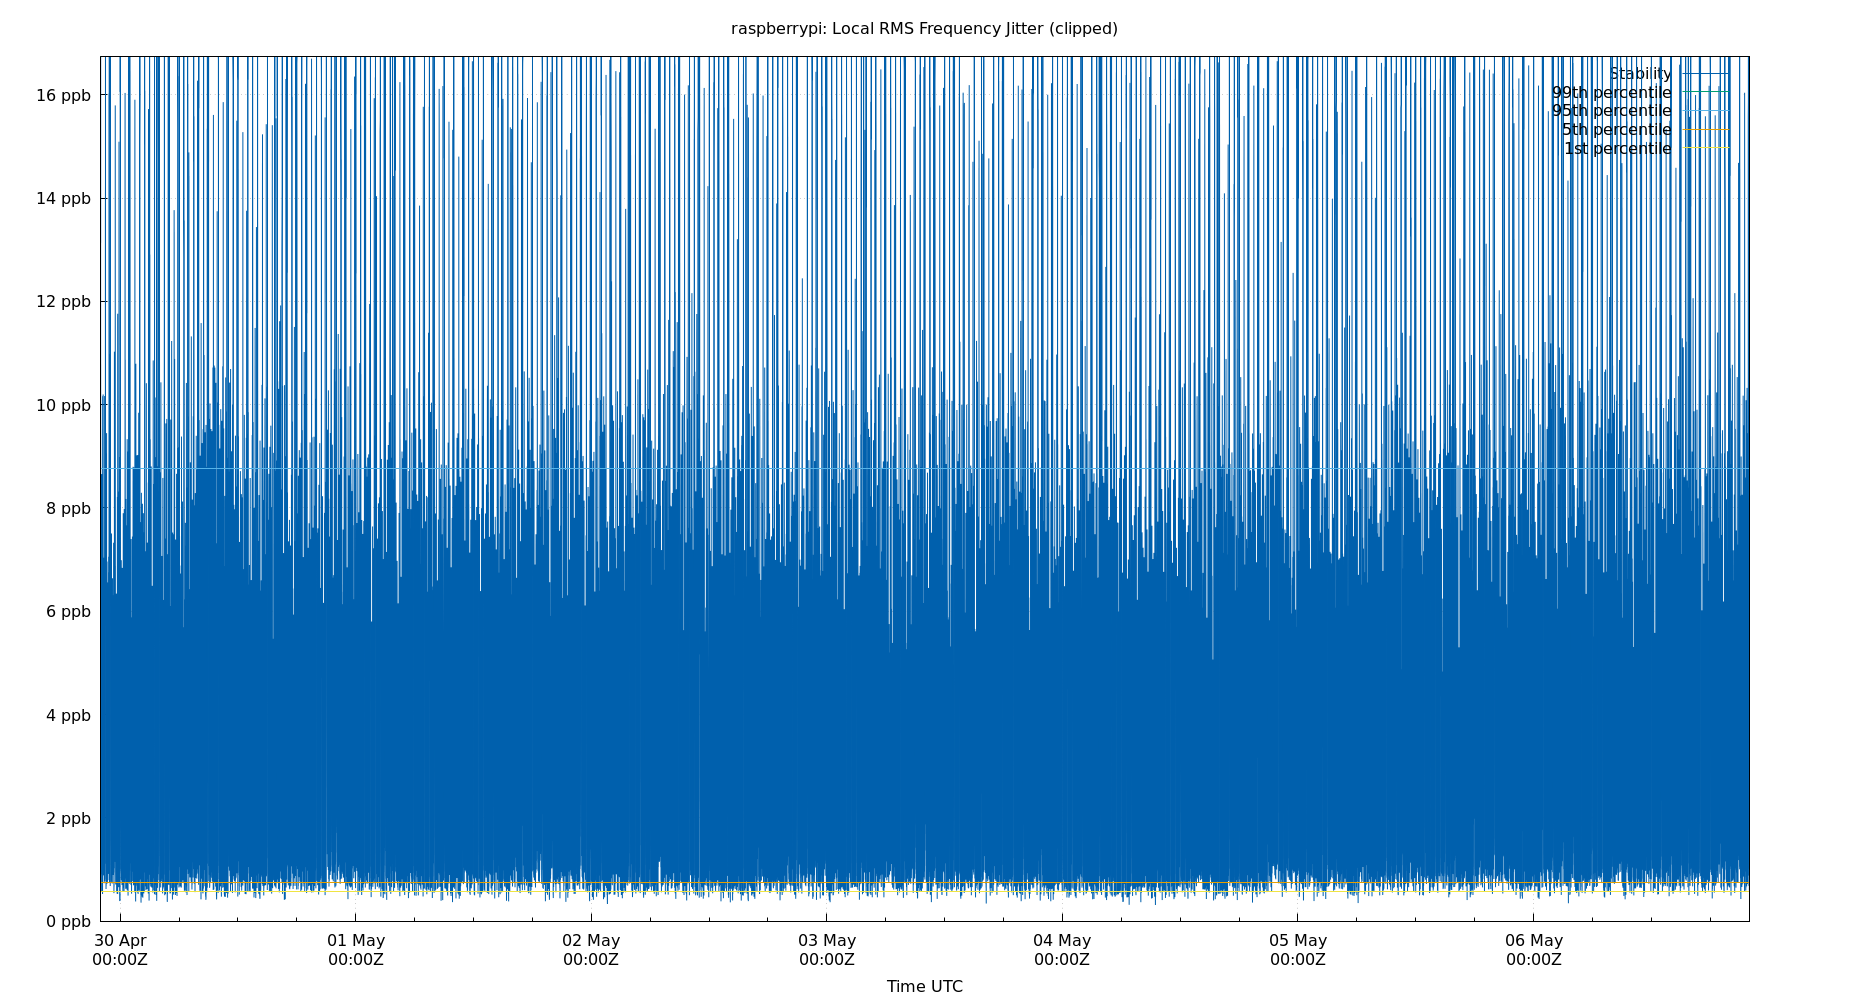 raspberrypi: Local RMS Frequency Jitter (clipped)
16 ppb
14 ppb
12 ppb
10 ppb
8 ppb
6 ppb
4 ppb
2 ppb
0 ppb
Stability
99th percentile
95th percentile
5th percentile
1st percentile
30 Apr 01 May 02 May 03 May 04 May 05 May 06 May
00:00Z 00:00Z 00:00Z 00:00Z 00:00Z 00:00Z 00:00Z
Time UTC